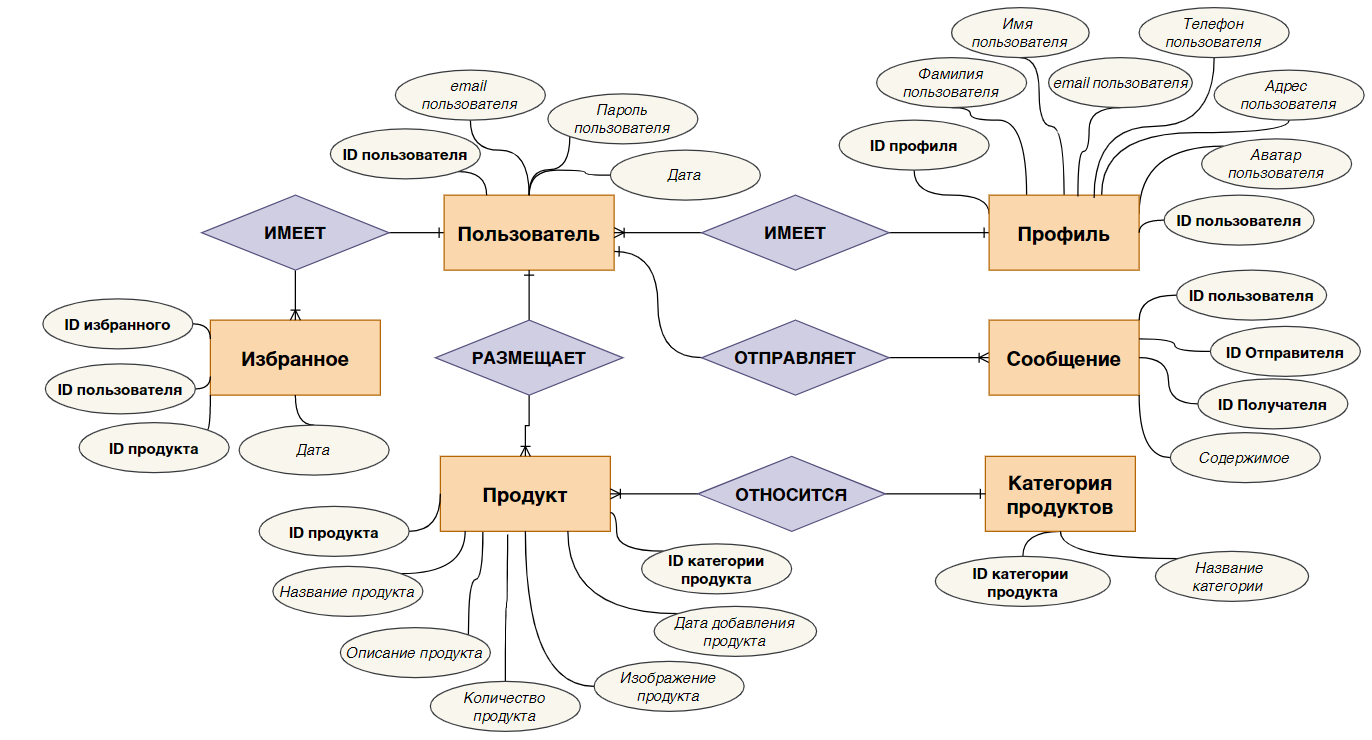 Имя
пользователя
Телефон
пользователя
Фамилия
пользователя
email пользователя
Адрес
пользователя
email
пользователя
Пароль
пользователя
ID пользователя
Дата
ID профиля
Аватар
пользователя
ID пользователя
ИМЕЕТ
Пользователь
ИМЕЕТ
Профиль
ID пользователя
ID избранного
Избранное
РАЗМЕЩАЕТ
ОТПРАВЛЯЕТ
Сообщение
ID Отправителя
ID пользователя
ID Получателя
ID продукта
Дата
Содержимое
Продукт
ОТНОСИТСЯ
Категория
продуктов
ID продукта
ID категории
продукта
ID категории
продукта
Название
категории
Название продукта
Дата добавления
продукта
Описание продукта
Изображение
продукта
Количество
продукта